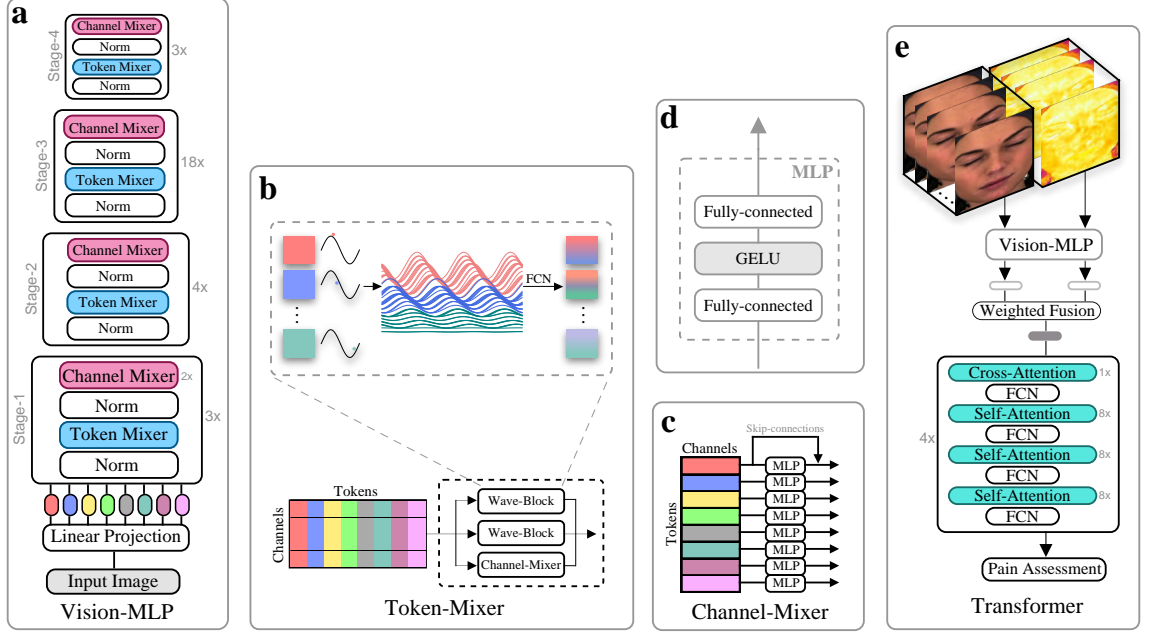 a
Stage-4
Channel Mixer
Norm
Token Mixer
Norm
3x
Stage-3
Channel Mixer
Norm
Token Mixer
Norm
18x
Stage-2
Channel Mixer
Norm
Token Mixer
Norm
4x
Stage-1
Channel Mixer
2x
Norm
Token Mixer
Norm
3x
Linear Projection
Input Image
Vision-MLP
b
FCN
Tokens
Channels
Wave-Block
Wave-Block
Channel-Mixer
Token-Mixer
d
MLP
Fully-connected
GELU
Fully-connected
c
Skip-connections
Channels
Tokens
MLP
MLP
MLP
MLP
MLP
MLP
MLP
MLP
Channel-Mixer
e
Vision-MLP
Weighted Fusion
4x
Cross-Attention
1x
FCN
Self-Attention
8x
FCN
Self-Attention
8x
FCN
Self-Attention
8x
FCN
Pain Assessment
Transformer